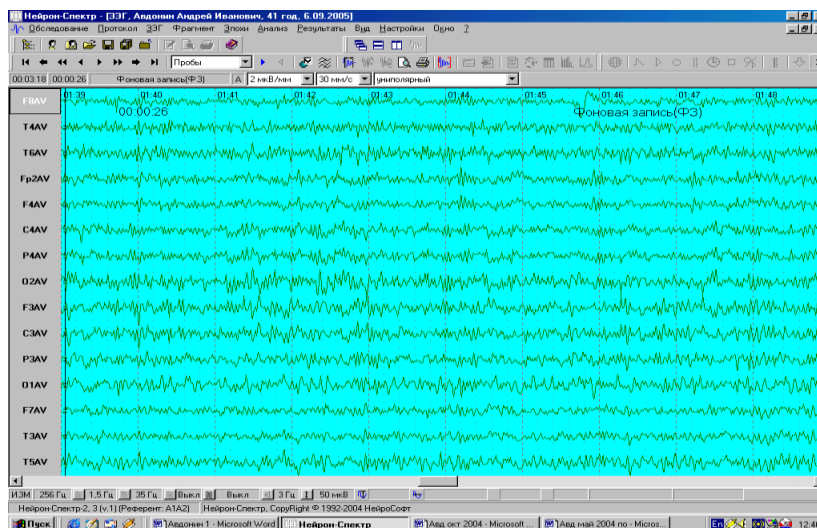 Нейрон-Спектр - [ЭЭГ, Авдонин Андрей Иванович, 41 год, 6.09.2005]
Обследование Протокол ЭЭГ Фрагмент Эпохи Анализ Результаты Вид Настройки Окно ?
Пробы
00:03:18 00:00:26 Фоновая запись(ФЗ) A 2 мкВ/мм 30 мм/с униполярный
01:39 01:40 01:41 01:42 01:43 01:44 01:45 01:46 01:47 01:48
F8AV
00:00:26 Фоновая запись(ФЗ)
T4AV
T6AV
Fp2AV
F4AV
C4AV
P4AV
O2AV
F3AV
C3AV
P3AV
O1AV
F7AV
T3AV
T5AV
ИЗМ 256 Гц 1,5 Гц 35 Гц Выкл Выкл 3 Гц 50 мкВ
Нейрон-Спектр-2, 3 (v.1) [Референт: A1A2] Нейрон-Спектр, CopyRight © 1992-2004 НейроСофт
Пуск Авдонин 1 - Microsoft Word Нейрон-Спектр Авд окт 2004 - Microsoft ... Авд май 2004 по - Micros... En